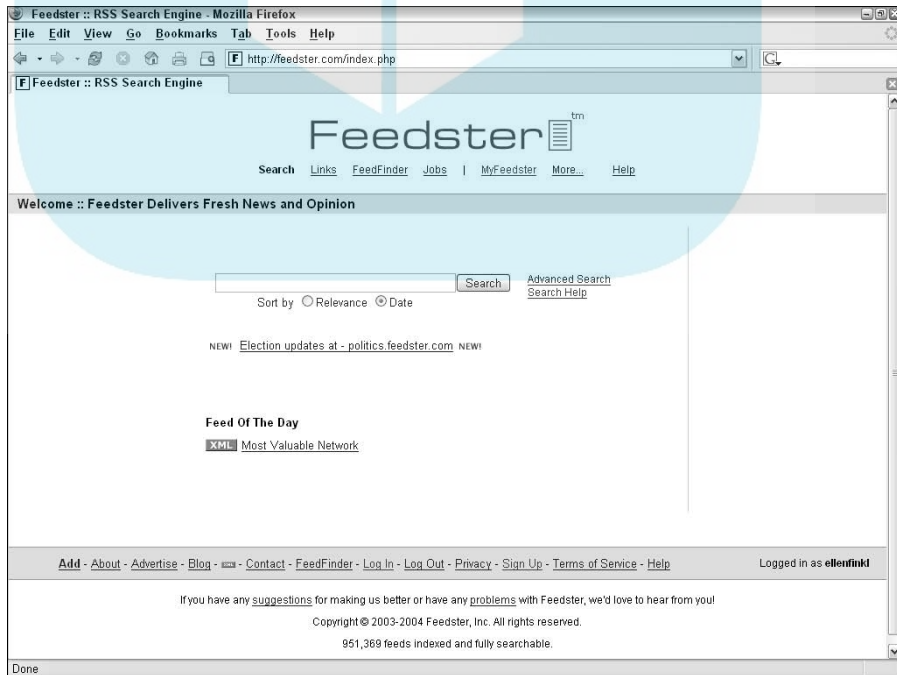 Feedster :: RSS Search Engine - Mozilla Firefox
File Edit View Go Bookmarks Tab Tools Help
F http://feedster.com/index.php G
F Feedster :: RSS Search Engine
Feedster tm
Search Links FeedFinder Jobs | MyFeedster More... Help
Welcome :: Feedster Delivers Fresh News and Opinion
Search Advanced Search
Search Help
Sort by Relevance Date
NEW! Election updates at - politics.feedster.com NEW!
Feed Of The Day
XML Most Valuable Network
Add - About - Advertise - Blog - - Contact - FeedFinder - Log In - Log Out - Privacy - Sign Up - Terms of Service - Help Logged in as ellenfinkl
If you have any suggestions for making us better or have any problems with Feedster, we'd love to hear from you!
Copyright © 2003-2004 Feedster, Inc. All rights reserved.
951,369 feeds indexed and fully searchable.
Done